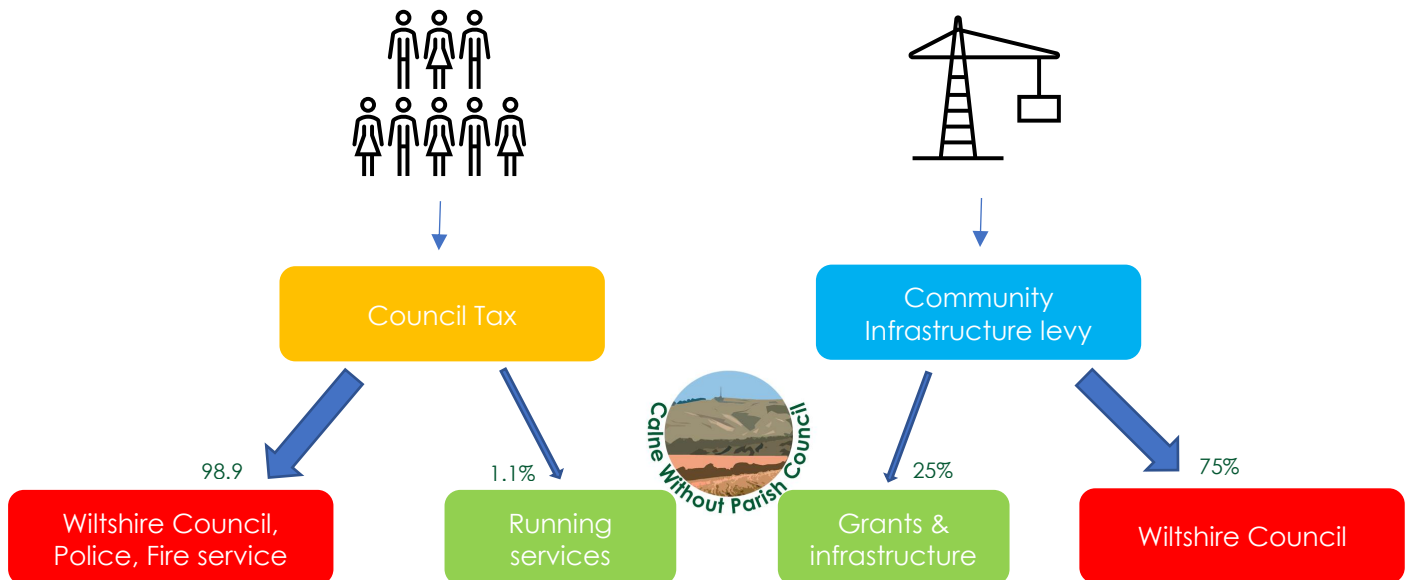 Council Tax
Community
Infrastructure levy
Calne Without Parish Council
98.9
1.1%
25%
75%
Wiltshire Council,
Police, Fire service
Running
services
Grants &
infrastructure
Wiltshire Council